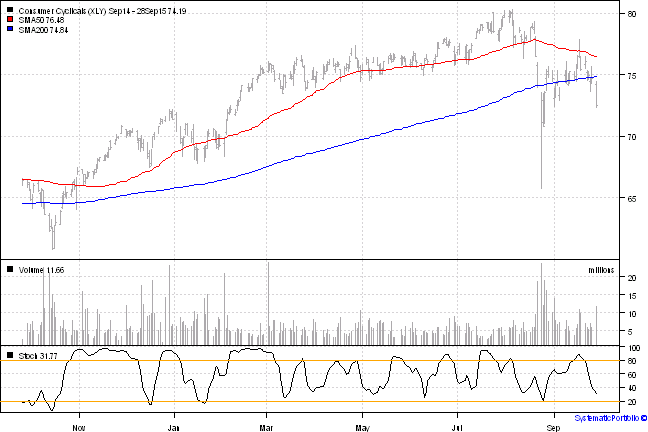 Consumer Cyclicals (XLY) Sep14 - 28Sep15 74.19
SMA50 76.48
SMA200 74.84
80
75
70
65
Volume 11.66
millions
20
15
10
5
Stoch 31.77
100
80
60
40
20
Nov
Jan
Mar
May
Jul
Sep
SystematicPortfolio ©